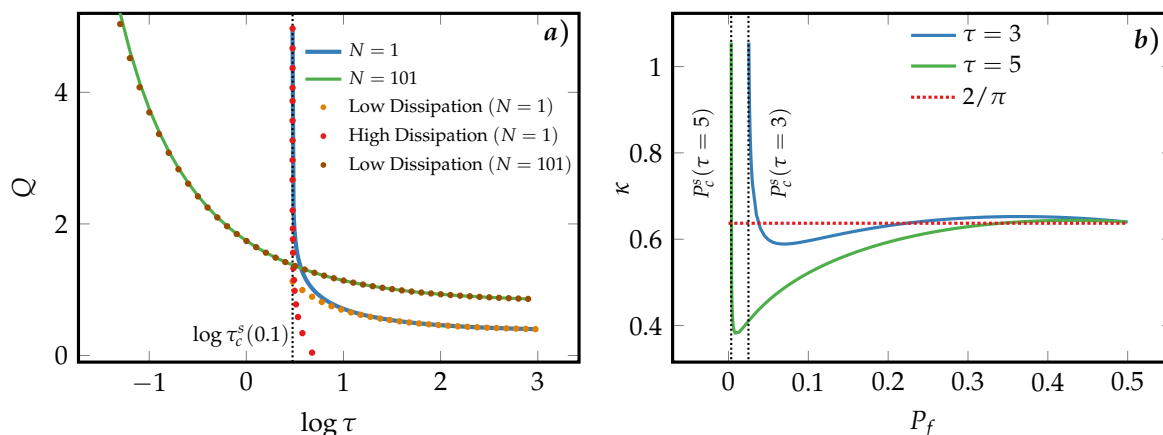 a)
N = 1
N = 101
Low Dissipation (N = 1)
High Dissipation (N = 1)
Low Dissipation (N = 101)
Q
4
2
0
log τ_c^s(0.1)
−1
0
1
2
3
log τ
b)
τ = 3
τ = 5
2/π
P_c^s(τ = 5)
P_c^s(τ = 3)
κ
1
0.8
0.6
0.4
0
0.1
0.2
0.3
0.4
0.5
P_f